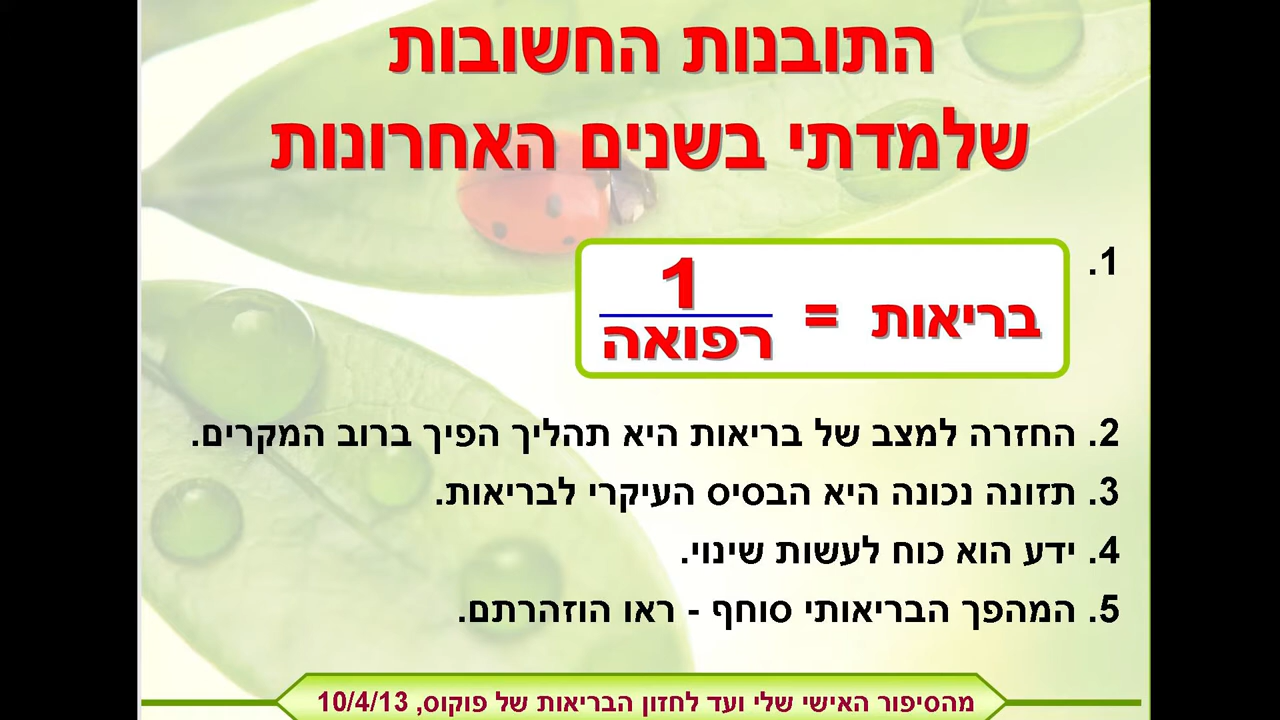 התובנות החשובות
שלמדתי בשנים האחרונות
1.
בריאות = 1
רפואה
2. החזרה למצב של בריאות היא תהליך הפיך ברוב המקרים.
3. תזונה נכונה היא הבסיס העיקרי לבריאות.
4. ידע הוא כוח לעשות שינוי.
5. המהפך הבריאותי סוחף - ראו הוזהרתם.
מהסיפור האישי שלי ועד לחזון הבריאות של פוקוס, 10/4/13